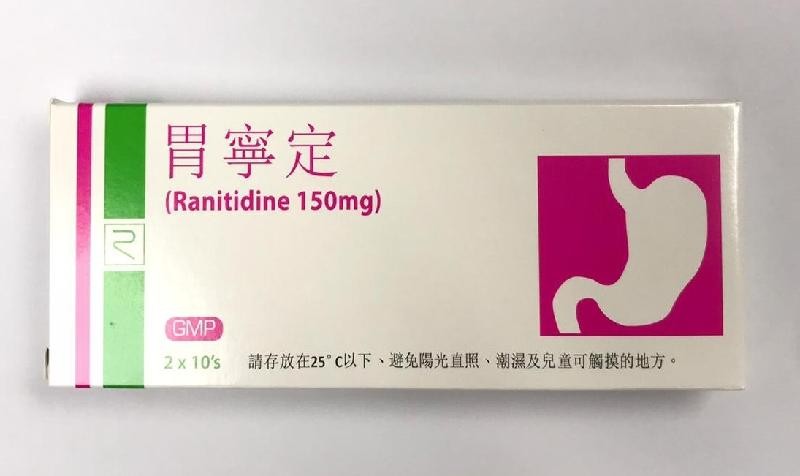 胃寧定
(Ranitidine 150mg)
GMP
2 x 10's
請存放在25°C以下、避免陽光直照、潮濕及兒童可觸摸的地方。